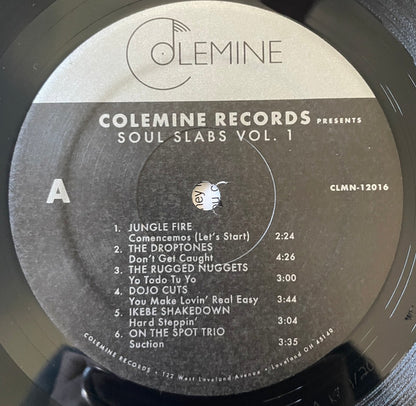 COLEMINE
COLEMINE RECORDS PRESENTS
SOUL SLABS VOL. 1
A
CLMN-12016
1. JUNGLE FIRE
Comencemos (Let's Start) 2:24
2. THE DROPTONES
Don't Get Caught 4:26
3. THE RUGGED NUGGETS
Yo Todo Tu Yo 3:00
4. DOJO CUTS
You Make Lovin' Real Easy 3:44
5. IKEBE SHAKEDOWN
Hard Steppin' 3:04
6. ON THE SPOT TRIO
Suction 3:35
COLEMINE RECORDS • 122 West Loveland Avenue • Loveland OH 45140